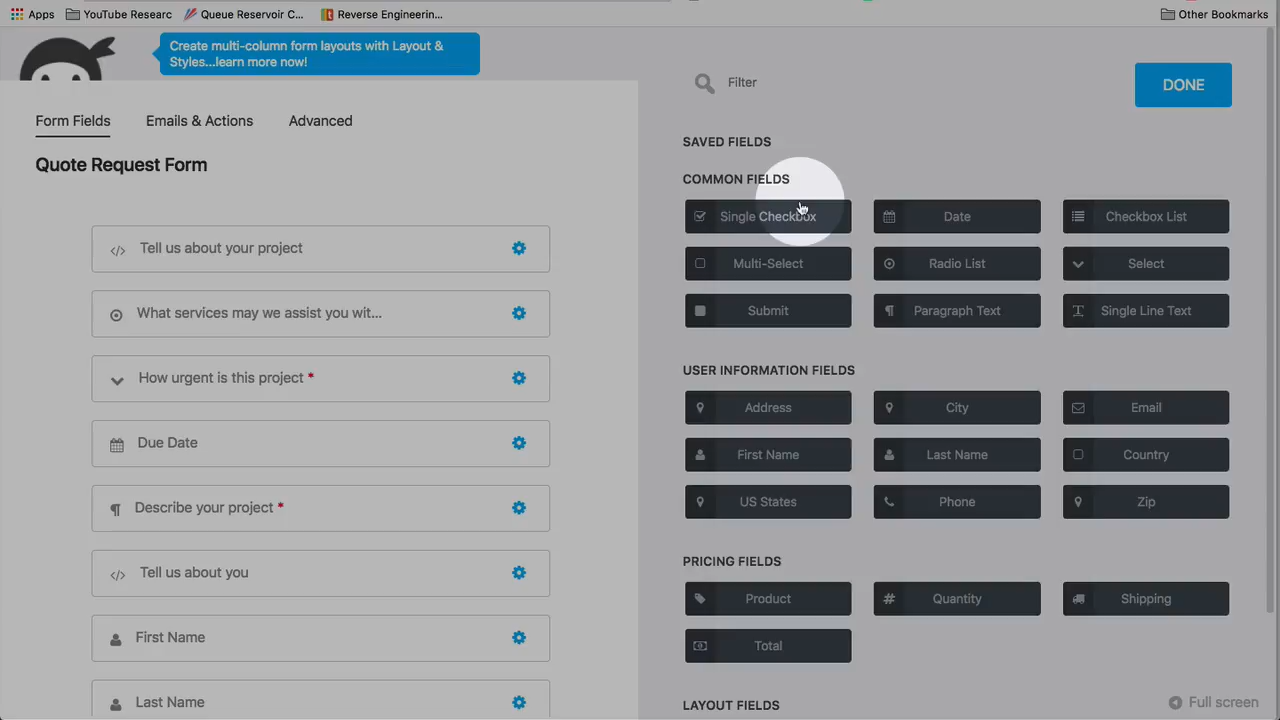 Apps YouTube Researc Queue Reservoir C... Reverse Engineerin... Other Bookmarks
Create multi-column form layouts with Layout &
Styles...learn more now!
Filter
DONE
Form Fields Emails & Actions Advanced
Quote Request Form
Tell us about your project
What services may we assist you wit...
How urgent is this project *
Due Date
Describe your project *
Tell us about you
First Name
Last Name
SAVED FIELDS
COMMON FIELDS
Single Checkbox Date Checkbox List
Multi-Select Radio List Select
Submit Paragraph Text Single Line Text
USER INFORMATION FIELDS
Address City Email
First Name Last Name Country
US States Phone Zip
PRICING FIELDS
Product Quantity Shipping
Total
LAYOUT FIELDS
Full screen